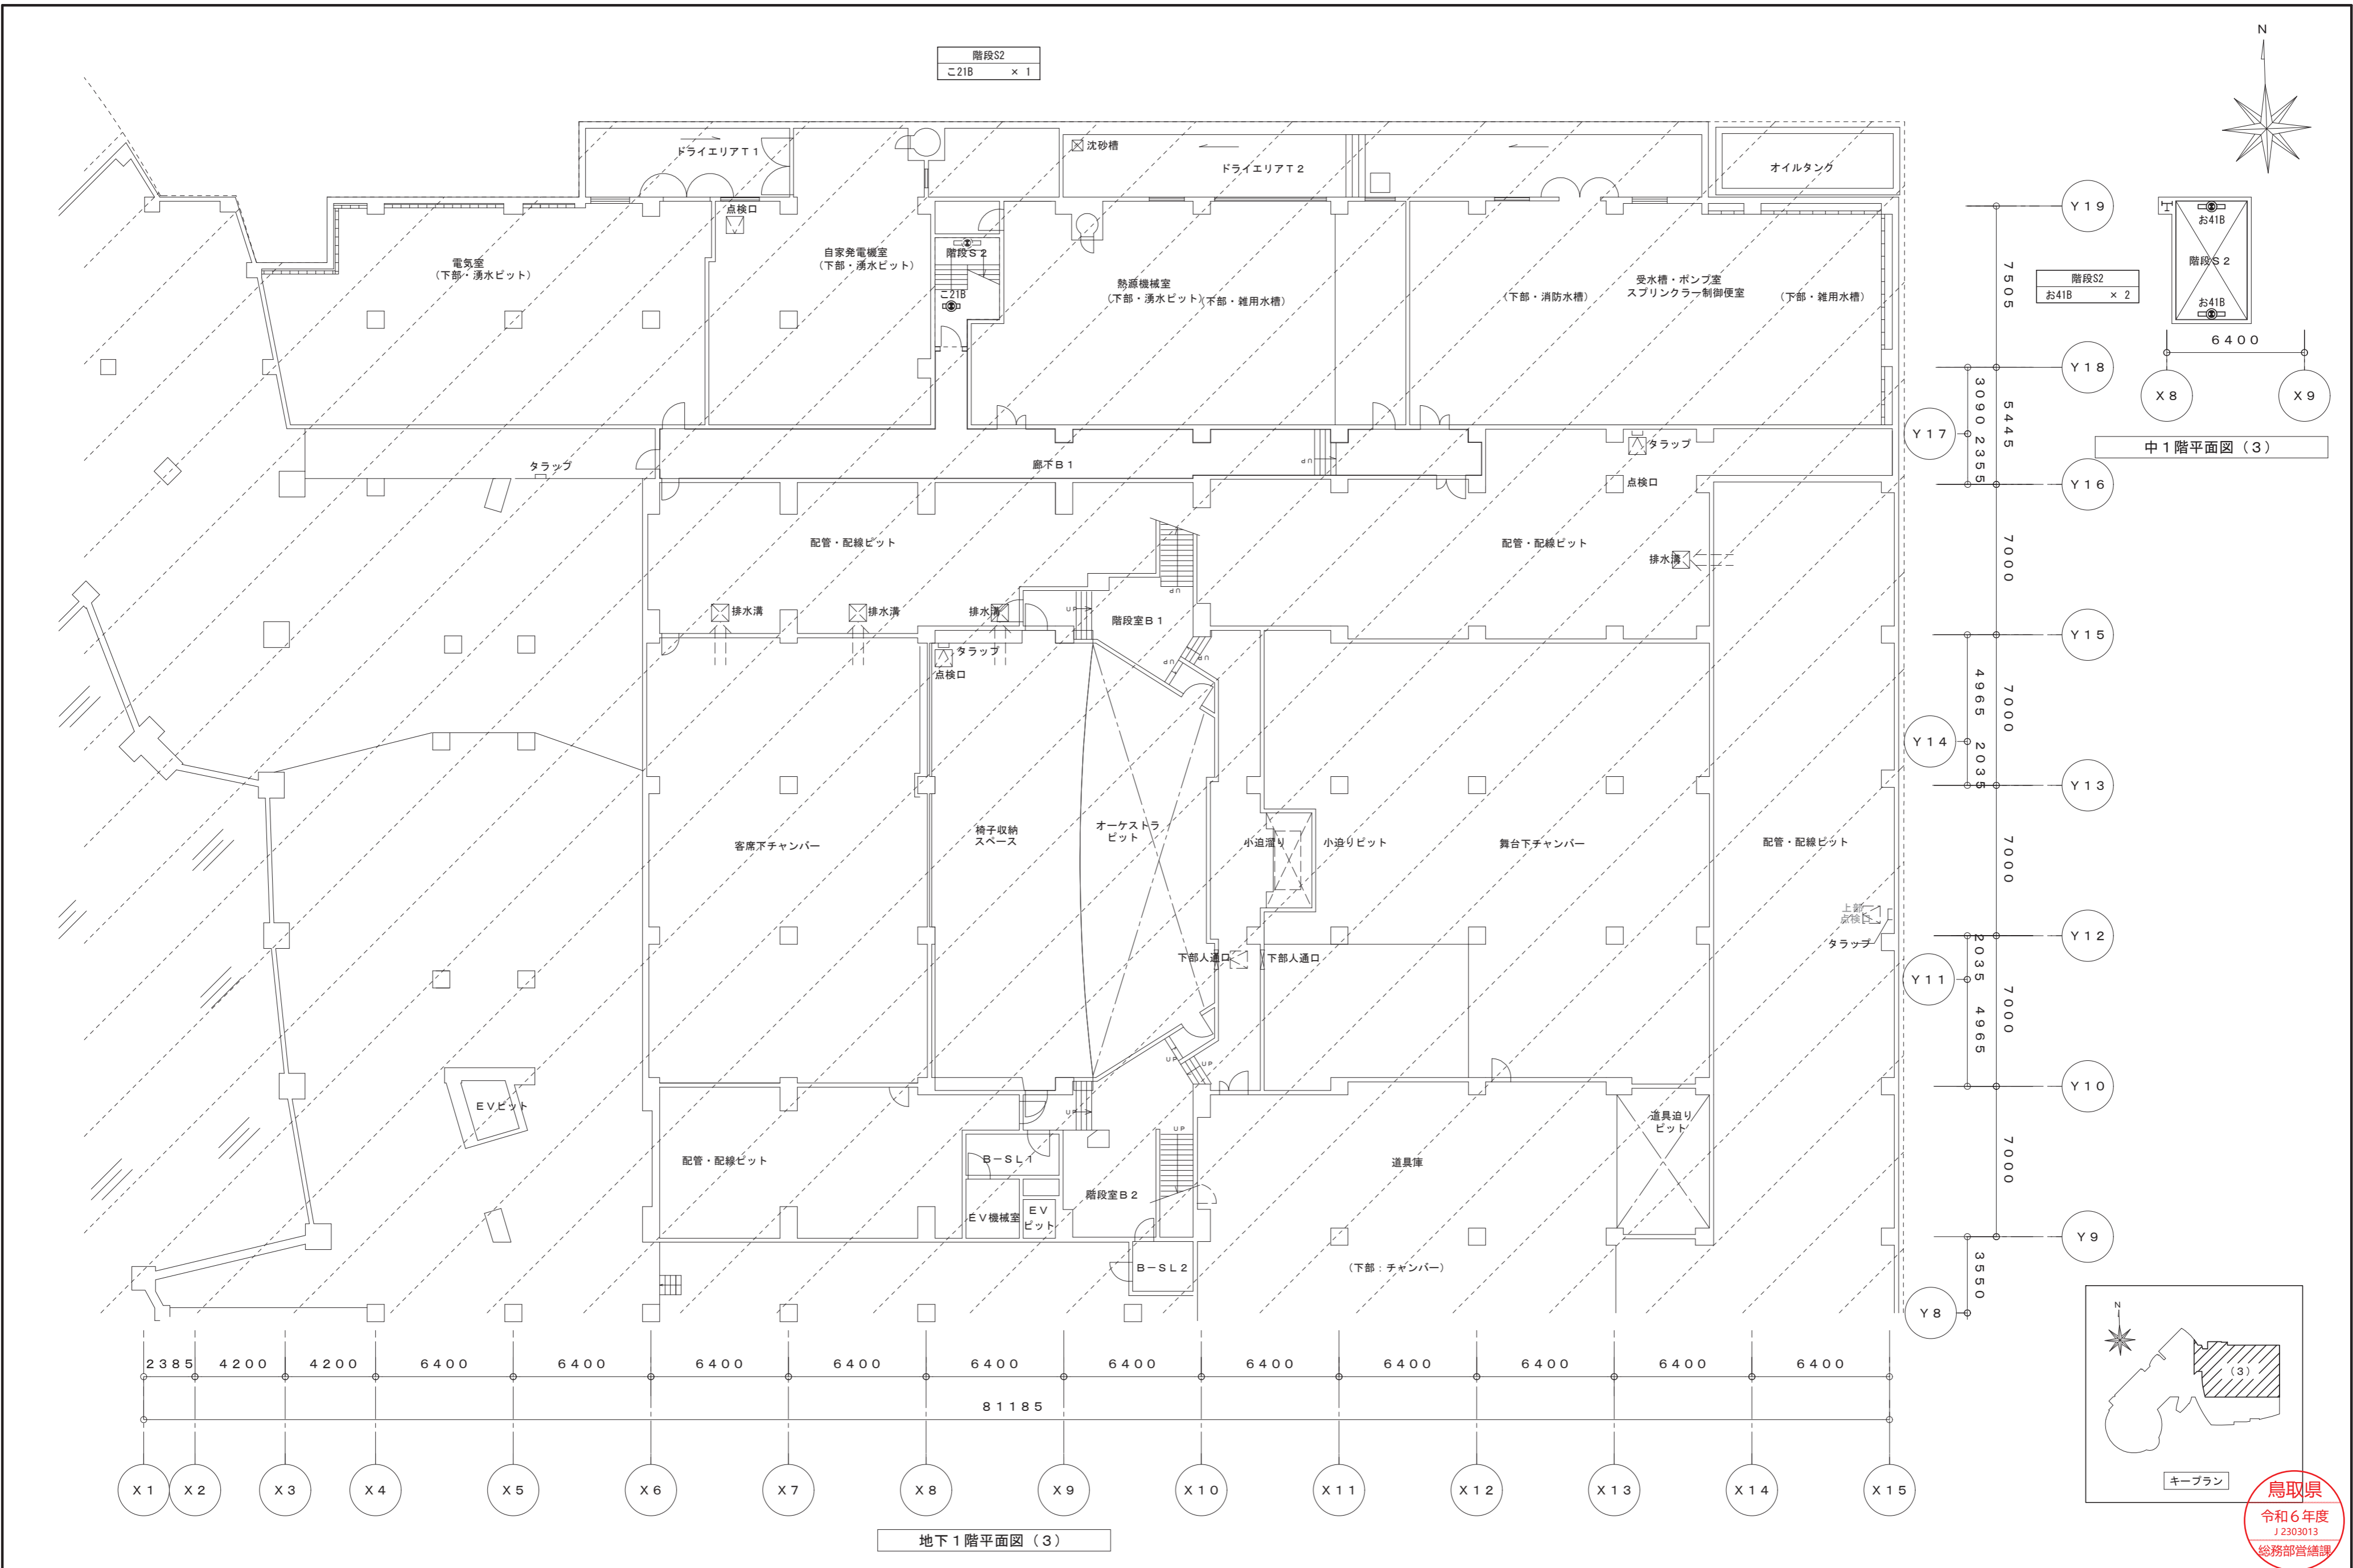 階段S2
こ21B × 1
N
ドライエリアT1
沈砂槽
ドライエリアT2
オイルタンク
点検口
電気室
(下部・湧水ピット)
自家発電機室
(下部・湧水ピット)
階段S2
こ21B
熱源機械室
(下部・湧水ピット)
(下部・雑用水槽)
(下部・消防水槽)
受水槽・ポンプ室
スプリンクラー制御便室
(下部・雑用水槽)
お41B
階段S2
お41B
階段S2
お41B × 2
6400
X8
X9
中1階平面図(3)
タラップ
廊下B1
UP
タラップ
点検口
配管・配線ピット
配管・配線ピット
排水溝
排水溝
排水溝
排水溝
UP
UP
階段室B1
UP
UP
タラップ
点検口
客席下チャンバー
椅子収納
スペース
オーケストラ
ピット
小迫溜り
小迫りピット
舞台下チャンバー
配管・配線ピット
上部
点検口
タラップ
下部人通口
下部人通口
UP
UP
EVピット
UP
UP
道具迫り
ピット
配管・配線ピット
B-SL1
道具庫
階段室B2
EV機械室
EV
ピット
B-SL2
(下部:チャンバー)
Y19
7505
Y18
3090
5445
Y17
2355
Y16
7000
Y15
4965
7000
Y14
2035
Y13
7000
Y12
2035
7000
Y11
4965
Y10
7000
Y9
3550
Y8
2385
4200
4200
6400
6400
6400
6400
6400
6400
6400
6400
6400
6400
6400
81185
X1
X2
X3
X4
X5
X6
X7
X8
X9
X10
X11
X12
X13
X14
X15
地下1階平面図(3)
N
(3)
キープラン
鳥取県
令和6年度
J 2303013
総務部営繕課